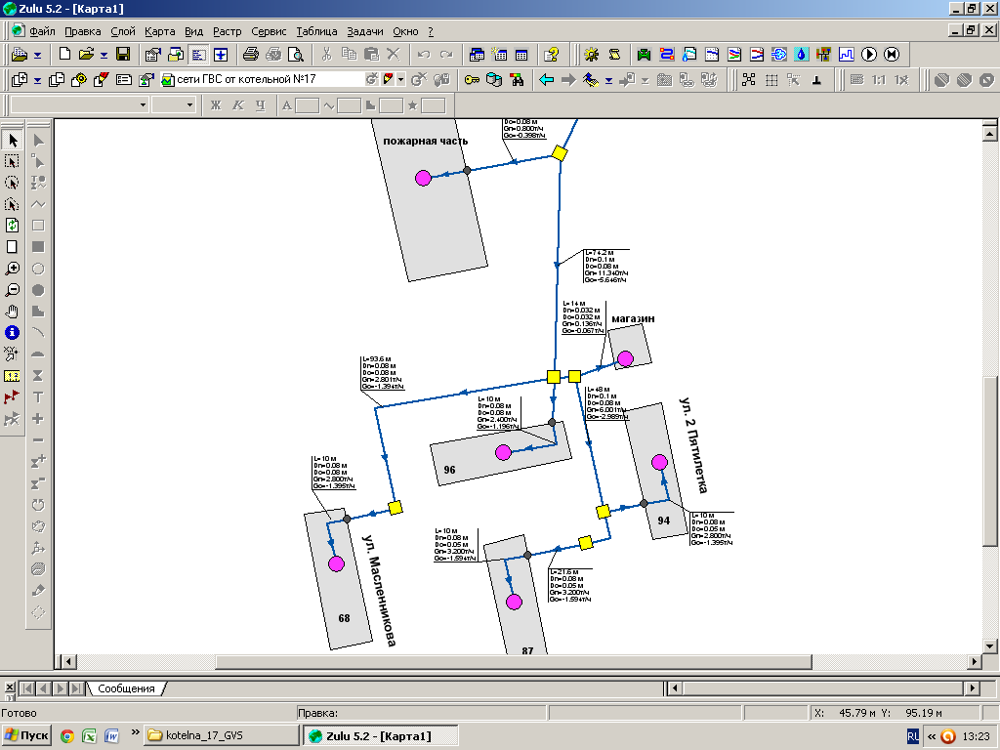 Zulu 5.2 - [Карта1]
Файл Правка Слой Карта Вид Растр Сервис Таблица Задачи Окно ?
сети ГВС от котельной №17
1:1
Ж К Ч
A
Dо=0.08 м
Gп=0.800т/ч
Gо=-0.398т/ч
пожарная часть
L=74.2 м
Dп=0.1 м
Dо=0.08 м
Gп=11.340т/ч
Gо=-5.646т/ч
L=14 м
Dп=0.032 м
Dо=0.032 м
Gп=0.136т/ч
Gо=-0.067т/ч
магазин
L=93.6 м
Dп=0.08 м
Dо=0.08 м
Gп=2.801т/ч
Gо=-1.394т/ч
L=10 м
Dп=0.08 м
Dо=0.08 м
Gп=2.400т/ч
Gо=-1.196т/ч
L=48 м
Dп=0.1 м
Dо=0.08 м
Gп=6.001т/ч
Gо=-2.989т/ч
ул. 2 Пятилетка
96
L=10 м
Dп=0.08 м
Dо=0.08 м
Gп=2.800т/ч
Gо=-1.395т/ч
94
L=10 м
Dп=0.08 м
Dо=0.05 м
Gп=2.800т/ч
Gо=-1.395т/ч
L=10 м
Dп=0.08 м
Dо=0.05 м
Gп=3.200т/ч
Gо=-1.594т/ч
L=21.6 м
Dп=0.08 м
Dо=0.05 м
Gп=3.200т/ч
Gо=-1.594т/ч
ул. Масленникова
68
87
Сообщения
Готово
Правка:
X: 45.79 м Y: 95.19 м
Пуск
kotelna_17_GVS
Zulu 5.2 - [Карта1]
RU
13:23